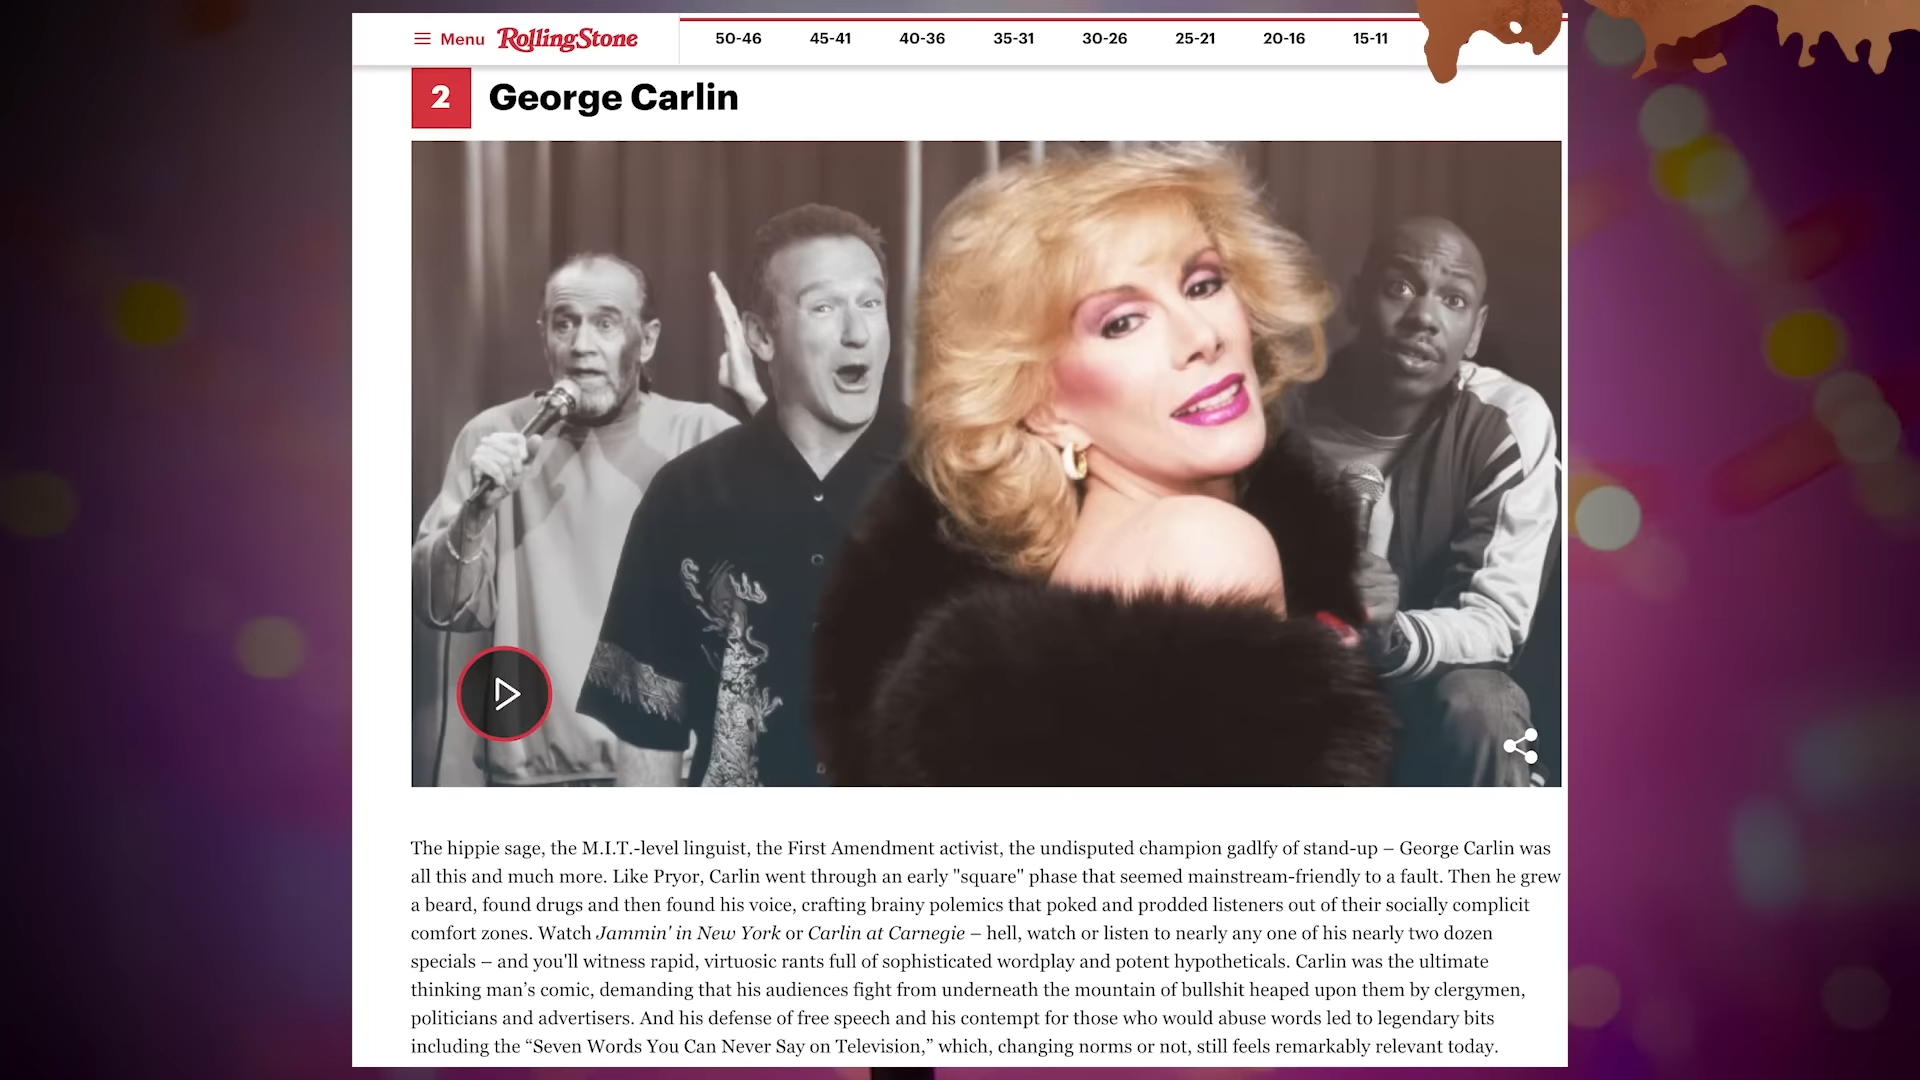 Menu RollingStone 50-46 45-41 40-36 35-31 30-26 25-21 20-16 15-11
2 George Carlin
The hippie sage, the M.I.T.-level linguist, the First Amendment activist, the undisputed champion gadlfy of stand-up – George Carlin was
all this and much more. Like Pryor, Carlin went through an early "square" phase that seemed mainstream-friendly to a fault. Then he grew
a beard, found drugs and then found his voice, crafting brainy polemics that poked and prodded listeners out of their socially complicit
comfort zones. Watch Jammin' in New York or Carlin at Carnegie – hell, watch or listen to nearly any one of his nearly two dozen
specials – and you'll witness rapid, virtuosic rants full of sophisticated wordplay and potent hypotheticals. Carlin was the ultimate
thinking man’s comic, demanding that his audiences fight from underneath the mountain of bullshit heaped upon them by clergymen,
politicians and advertisers. And his defense of free speech and his contempt for those who would abuse words led to legendary bits
including the “Seven Words You Can Never Say on Television,” which, changing norms or not, still feels remarkably relevant today.